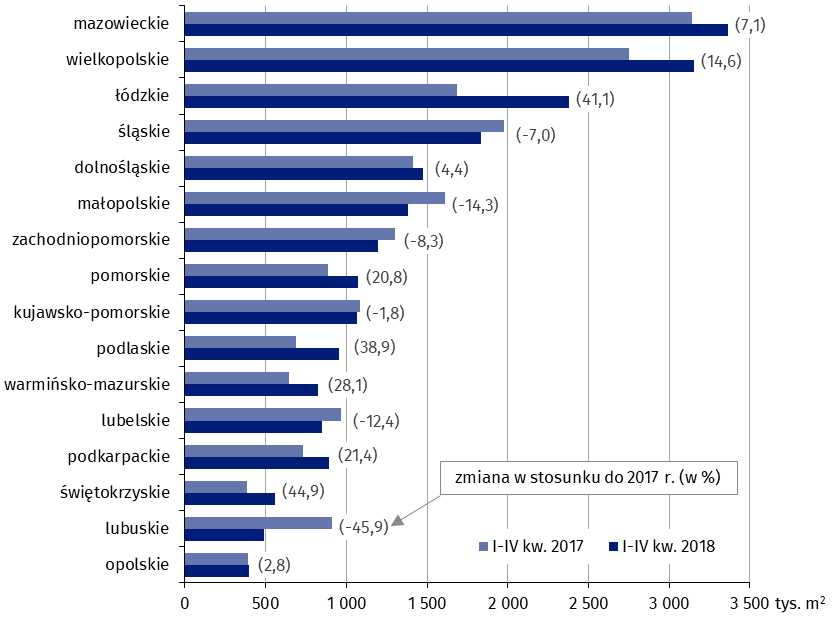 mazowieckie (7,1)
wielkopolskie (14,6)
łódzkie (41,1)
śląskie (-7,0)
dolnośląskie (4,4)
małopolskie (-14,3)
zachodniopomorskie (-8,3)
pomorskie (20,8)
kujawsko-pomorskie (-1,8)
podlaskie (38,9)
warmińsko-mazurskie (28,1)
lubelskie (-12,4)
podkarpackie (21,4)
zmiana w stosunku do 2017 r. (w %)
świętokrzyskie (44,9)
lubuskie (-45,9)
I-IV kw. 2017 I-IV kw. 2018
opolskie (2,8)
0 500 1 000 1 500 2 000 2 500 3 000 3 500 tys. m²